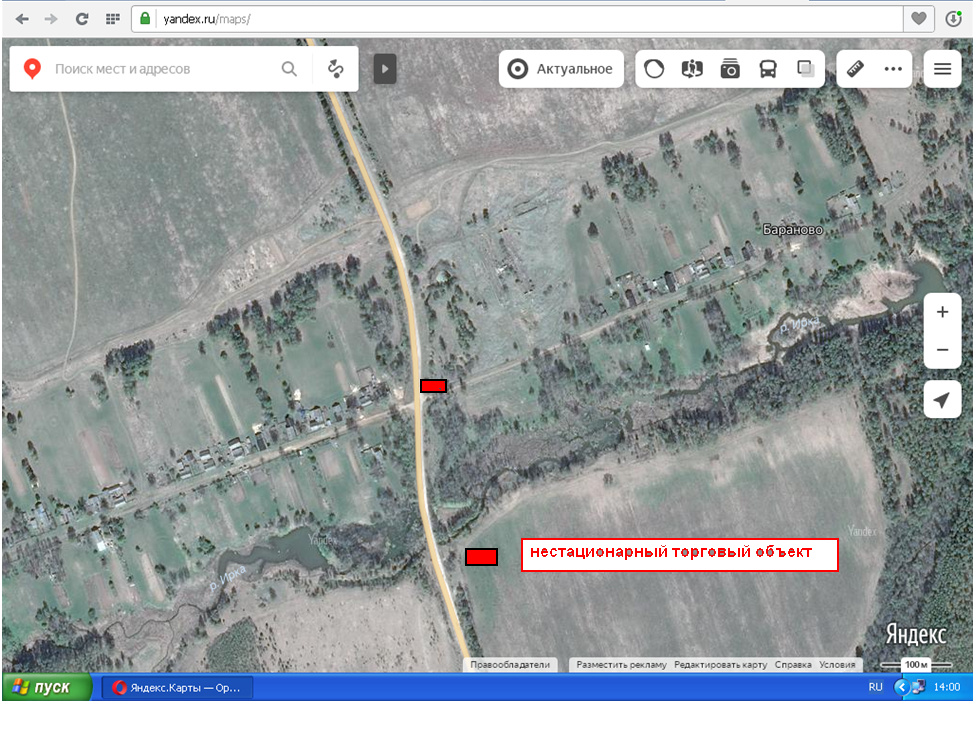 yandex.ru/maps/
Поиск мест и адресов
Актуальное
Бараново
р. Ирка
нестационарный торговый объект
Yandex
Yandex
р. Ирка
Яндекс
Правообладатели
Разместить рекламу Редактировать карту Справка Условия
100 м
пуск
Яндекс.Карты — Ор...
RU
14:00